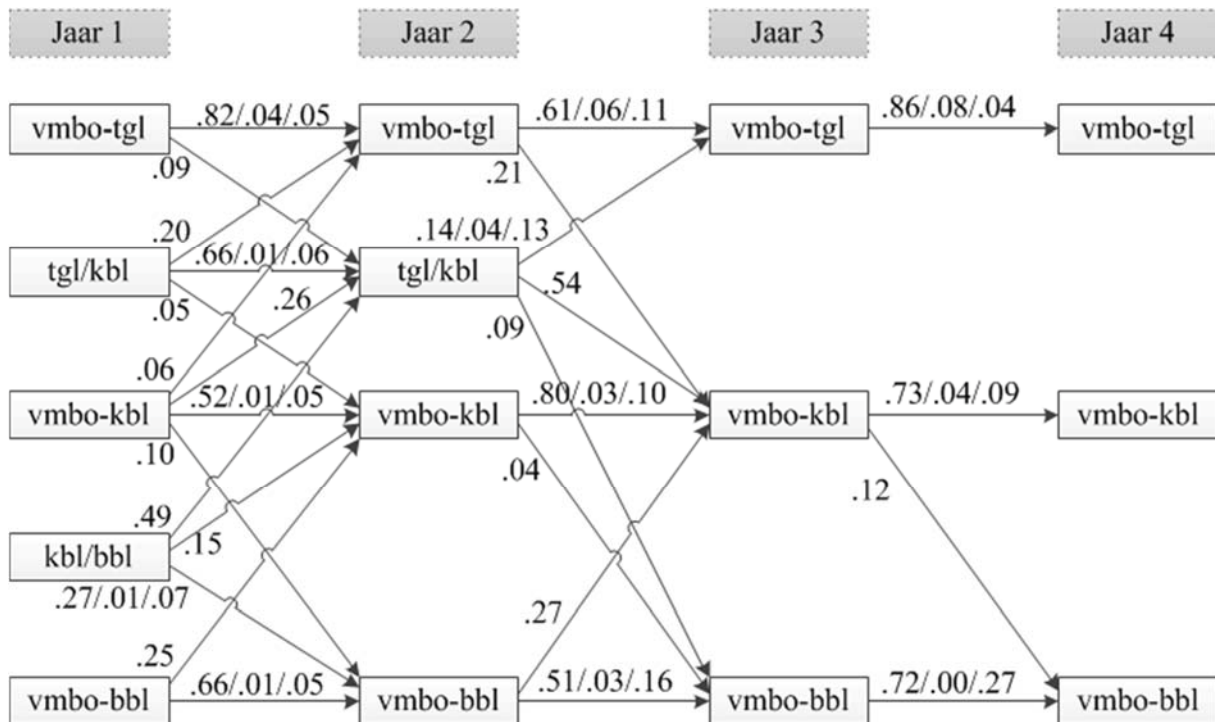 Jaar 1 Jaar 2 Jaar 3 Jaar 4
vmbo-tgl .82/.04/.05 vmbo-tgl .61/.06/.11 vmbo-tgl .86/.08/.04 vmbo-tgl
.09 .21
.20 .14/.04/.13
tgl/kbl .66/.01/.06 tgl/kbl .54
.05 .26 .09
.06
vmbo-kbl .52/.01/.05 vmbo-kbl .80/.03/.10 vmbo-kbl .73/.04/.09 vmbo-kbl
.10 .04 .12
.49
kbl/bbl .15
.27/.01/.07 .27
.25
vmbo-bbl .66/.01/.05 vmbo-bbl .51/.03/.16 vmbo-bbl .72/.00/.27 vmbo-bbl